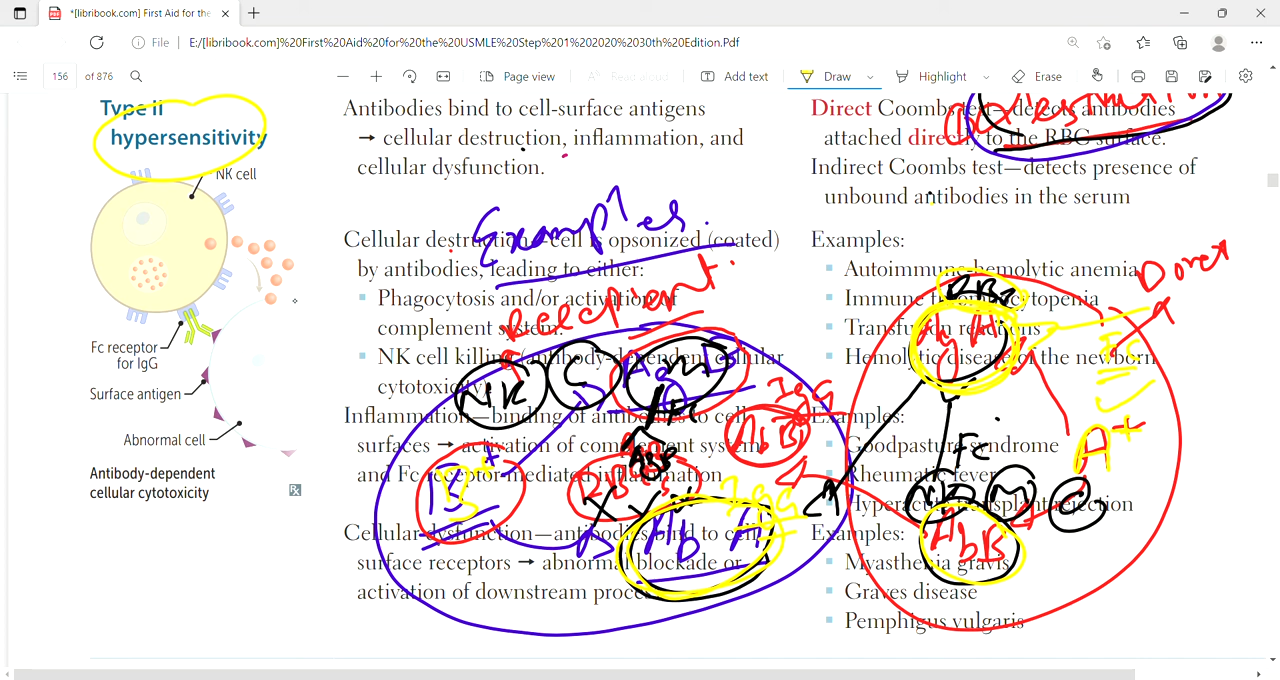 *[libribook.com] First Aid for the
File
E:/[libribook.com]%20First%20Aid%20for%20the%20USMLE%20Step%201%202020%2030th%20Edition.Pdf
156 of 876
Page view
Read aloud
Add text
Draw
Highlight
Erase
Type II
hypersensitivity
NK cell
Fc receptor
for IgG
Surface antigen
Abnormal cell
Antibody-dependent
cellular cytotoxicity
Rx
Antibodies bind to cell-surface antigens
→ cellular destruction, inflammation, and
cellular dysfunction.
Examples.
Cellular destruction—cell is opsonized (coated)
by antibodies, leading to either:
Phagocytosis and/or activation of
complement system.
Recepient.
NK cell killing (antibody-dependent cellular
cytotoxicity)
NK
C
M
Inflammation—binding of antibodies to cell
surfaces → activation of complement system
and Fc receptor-mediated inflammation
IgG
Ab B
B+
IgG
Ab A
Cellular dysfunction—antibodies bind to cell
surface receptors → abnormal blockade or
activation of downstream process
Direct Coombs test—detects antibodies
attached directly to the RBC surface.
Indirect Coombs test—detects presence of
unbound antibodies in the serum
Examples:
Autoimmune hemolytic anemia
Immune thrombocytopenia
Transfusion reactions
Hemolytic disease of the newborn
RBC
Ag A
A+
Examples:
Goodpasture syndrome
Rheumatic fever
Hyperacute transplant rejection
Fc
M
C
Ab B
Examples:
Myasthenia gravis
Graves disease
Pemphigus vulgaris